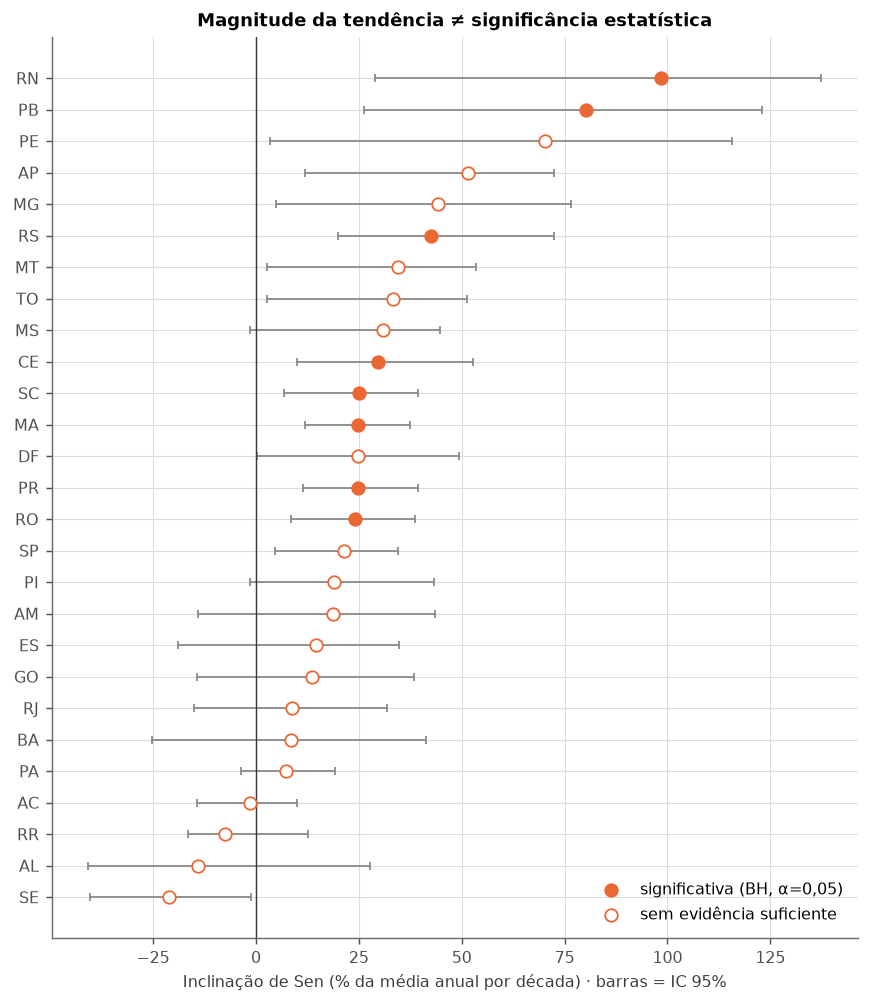 Magnitude da tendência ≠ significância estatística
RN
PB
PE
AP
MG
RS
MT
TO
MS
CE
SC
MA
DF
PR
RO
SP
PI
AM
ES
GO
RJ
BA
PA
AC
RR
AL
SE
significativa (BH, α=0,05)
sem evidência suficiente
−25 0 25 50 75 100 125
Inclinação de Sen (% da média anual por década) · barras = IC 95%